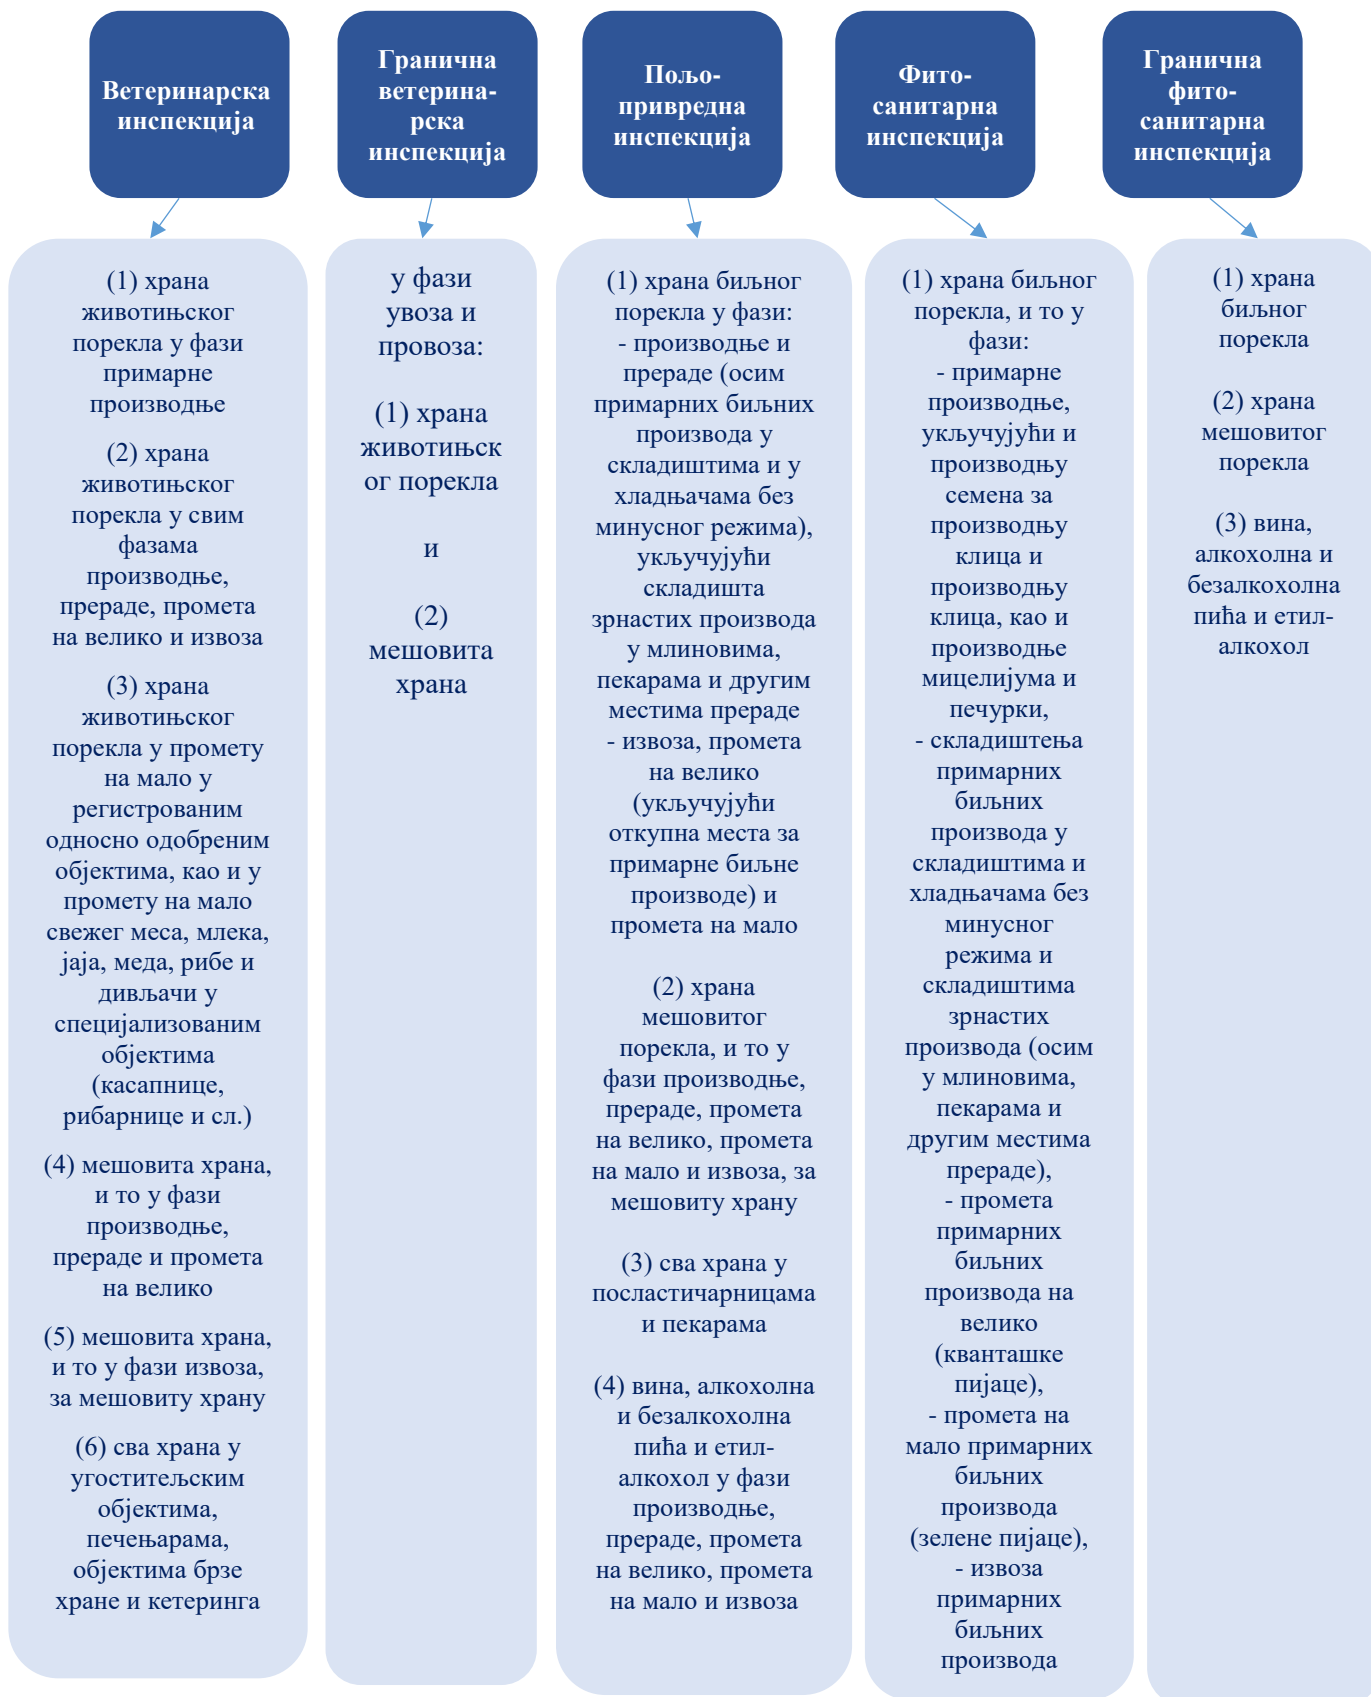 Ветеринарска
инспекција
Гранична
ветерина-
рска
инспекција
Пољо-
привредна
инспекција
Фито-
санитарна
инспекција
Гранична
фито-
санитарна
инспекција
(1) храна
животињског
порекла у фази
примарне
производње
(2) храна
животињског
порекла у свим
фазама
производње,
прераде, промета
на велико и извоза
(3) храна
животињског
порекла у промету
на мало у
регистрованим
односно одобреним
објектима, као и у
промету на мало
свежег меса, млека,
јаја, меда, рибе и
дивљачи у
специјализованим
објектима
(касапнице,
рибарнице и сл.)
(4) мешовита храна,
и то у фази
производње,
прераде и промета
на велико
(5) мешовита храна,
и то у фази извоза,
за мешовиту храну
(6) сва храна у
угоститељским
објектима,
печењарама,
објектима брзе
хране и кетеринга
у фази
увоза и
провоза:
(1) храна
животињск
ог порекла
и
(2)
мешовита
храна
(1) храна биљног
порекла у фази:
- производње и
прераде (осим
примарних биљних
производа у
складиштима и у
хладњачама без
минусног режима),
укључујући
складишта
зрнастих производа
у млиновима,
пекарама и другим
местима прераде
- извоза, промета
на велико
(укључујући
откупна места за
примарне биљне
производе) и
промета на мало
(2) храна
мешовитог
порекла, и то у
фази производње,
прераде, промета
на велико, промета
на мало и извоза, за
мешовиту храну
(3) сва храна у
посластичарницама
и пекарама
(4) вина, алкохолна
и безалкохолна
пића и етил-
алкохол у фази
производње,
прераде, промета
на велико, промета
на мало и извоза
(1) храна биљног
порекла, и то у
фази:
- примарне
производње,
укључујући и
производњу
семена за
производњу
клица и
производњу
клица, као и
производње
мицелијума и
печурки,
- складиштења
примарних
биљних
производа у
складиштима и
хладњачама без
минусног
режима и
складиштима
зрнастих
производа (осим
у млиновима,
пекарама и
другим местима
прераде),
- промета
примарних
биљних
производа на
велико
(кванташке
пијаце),
- промета на
мало примарних
биљних
производа
(зелене пијаце),
- извоза
примарних
биљних
производа
(1) храна
биљног
порекла
(2) храна
мешовитог
порекла
(3) вина,
алкохолна и
безалкохолна
пића и етил-
алкохол